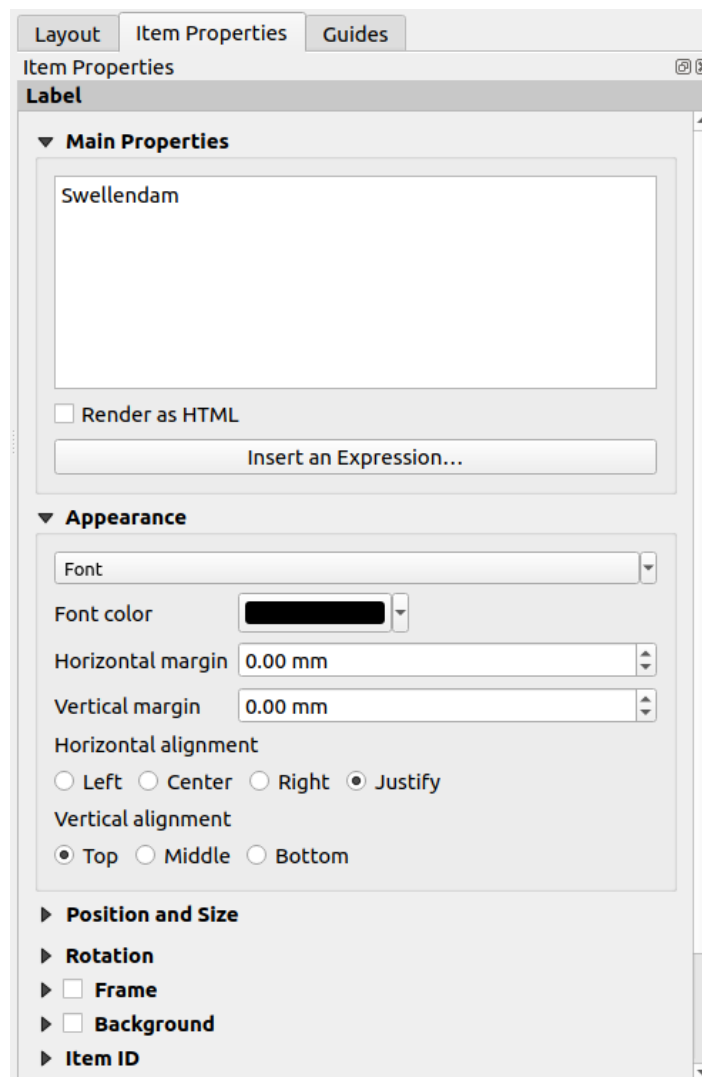 Layout Item Properties Guides
Item Properties
Label
Main Properties
Swellendam
Render as HTML
Insert an Expression…
Appearance
Font
Font color
Horizontal margin 0.00 mm
Vertical margin 0.00 mm
Horizontal alignment
Left Center Right Justify
Vertical alignment
Top Middle Bottom
Position and Size
Rotation
Frame
Background
Item ID